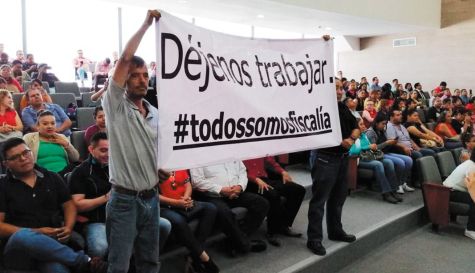 Déjenos trabajar.
#todossomosfiscalía